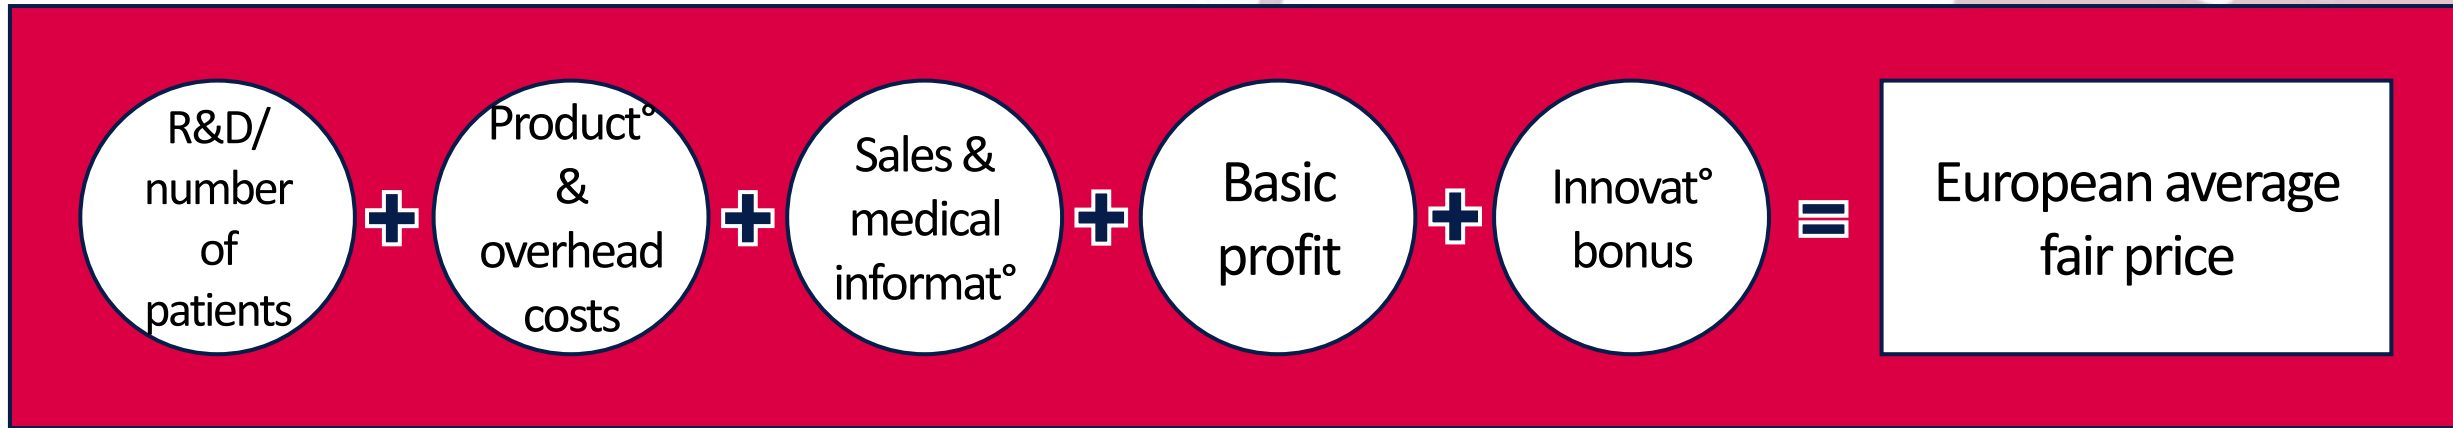 R&D/
number
of
patients
+
Product°
&
overhead
costs
+
Sales &
medical
informat°
+
Basic
profit
+
Innovat°
bonus
=
European average
fair price